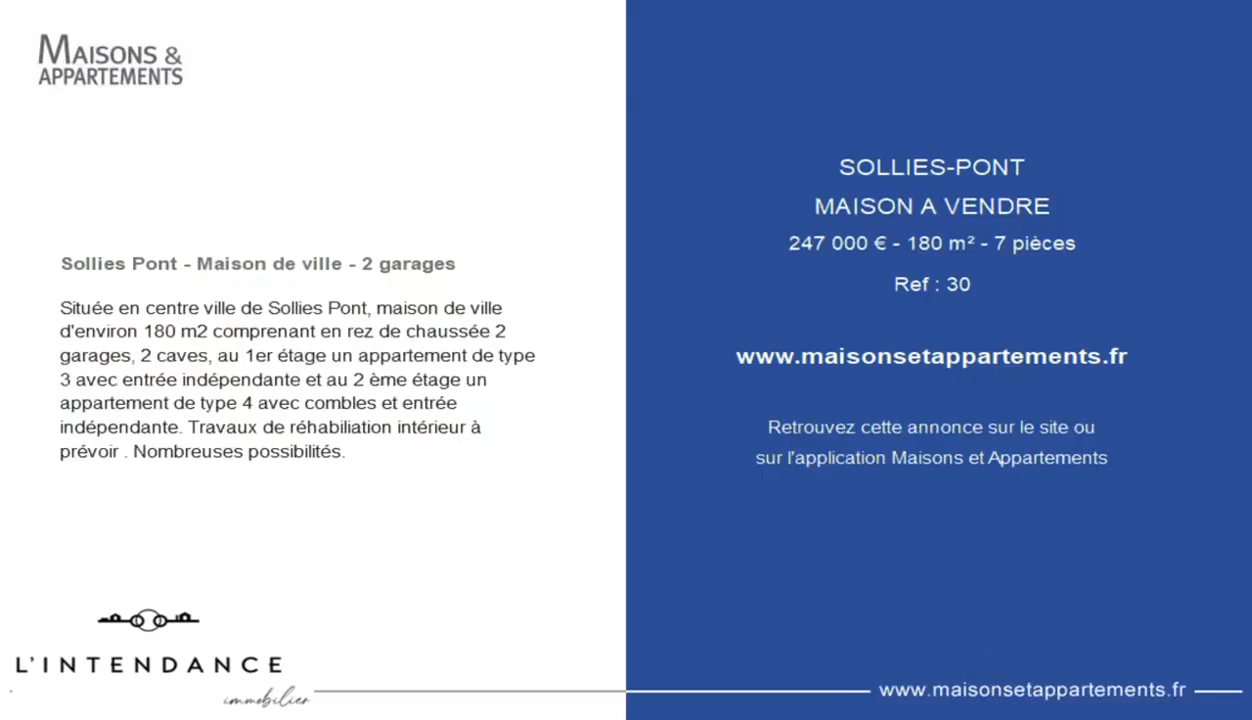 MAISONS &
APPARTEMENTS
Sollies Pont - Maison de ville - 2 garages
Située en centre ville de Sollies Pont, maison de ville
d'environ 180 m2 comprenant en rez de chaussée 2
garages, 2 caves, au 1er étage un appartement de type
3 avec entrée indépendante et au 2 ème étage un
appartement de type 4 avec combles et entrée
indépendante. Travaux de réhabilitation intérieur à
prévoir . Nombreuses possibilités.
L'INTENDANCE
immobilier
SOLLIES-PONT
MAISON A VENDRE
247 000 € - 180 m² - 7 pièces
Ref : 30
www.maisonsetappartements.fr
Retrouvez cette annonce sur le site ou
sur l'application Maisons et Appartements
www.maisonsetappartements.fr